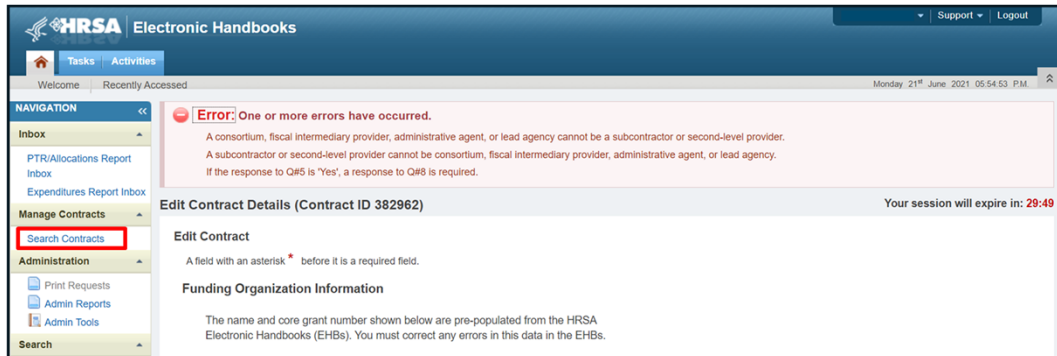 HRSA Electronic Handbooks
Support Logout
Tasks Activities
Welcome Recently Accessed
Monday 21st June 2021 05:54:53 P.M.
NAVIGATION
Inbox
PTR/Allocations Report
Inbox
Expenditures Report Inbox
Manage Contracts
Search Contracts
Administration
Print Requests
Admin Reports
Admin Tools
Search
Error: One or more errors have occurred.
A consortium, fiscal intermediary provider, administrative agent, or lead agency cannot be a subcontractor or second-level provider.
A subcontractor or second-level provider cannot be consortium, fiscal intermediary provider, administrative agent, or lead agency.
If the response to Q#5 is 'Yes', a response to Q#8 is required.
Edit Contract Details (Contract ID 382962)
Your session will expire in: 29:49
Edit Contract
A field with an asterisk * before it is a required field.
Funding Organization Information
The name and core grant number shown below are pre-populated from the HRSA
Electronic Handbooks (EHBs). You must correct any errors in this data in the EHBs.